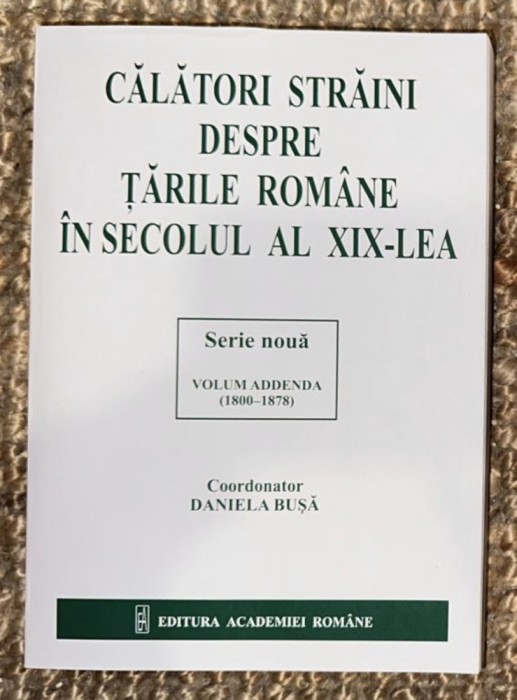 CĂLĂTORI STRĂINI
DESPRE
ȚĂRILE ROMÂNE
ÎN SECOLUL AL XIX-LEA
Serie nouă
VOLUM ADDENDA
(1800–1878)
Coordonator
DANIELA BUȘĂ
EA EDITURA ACADEMIEI ROMÂNE